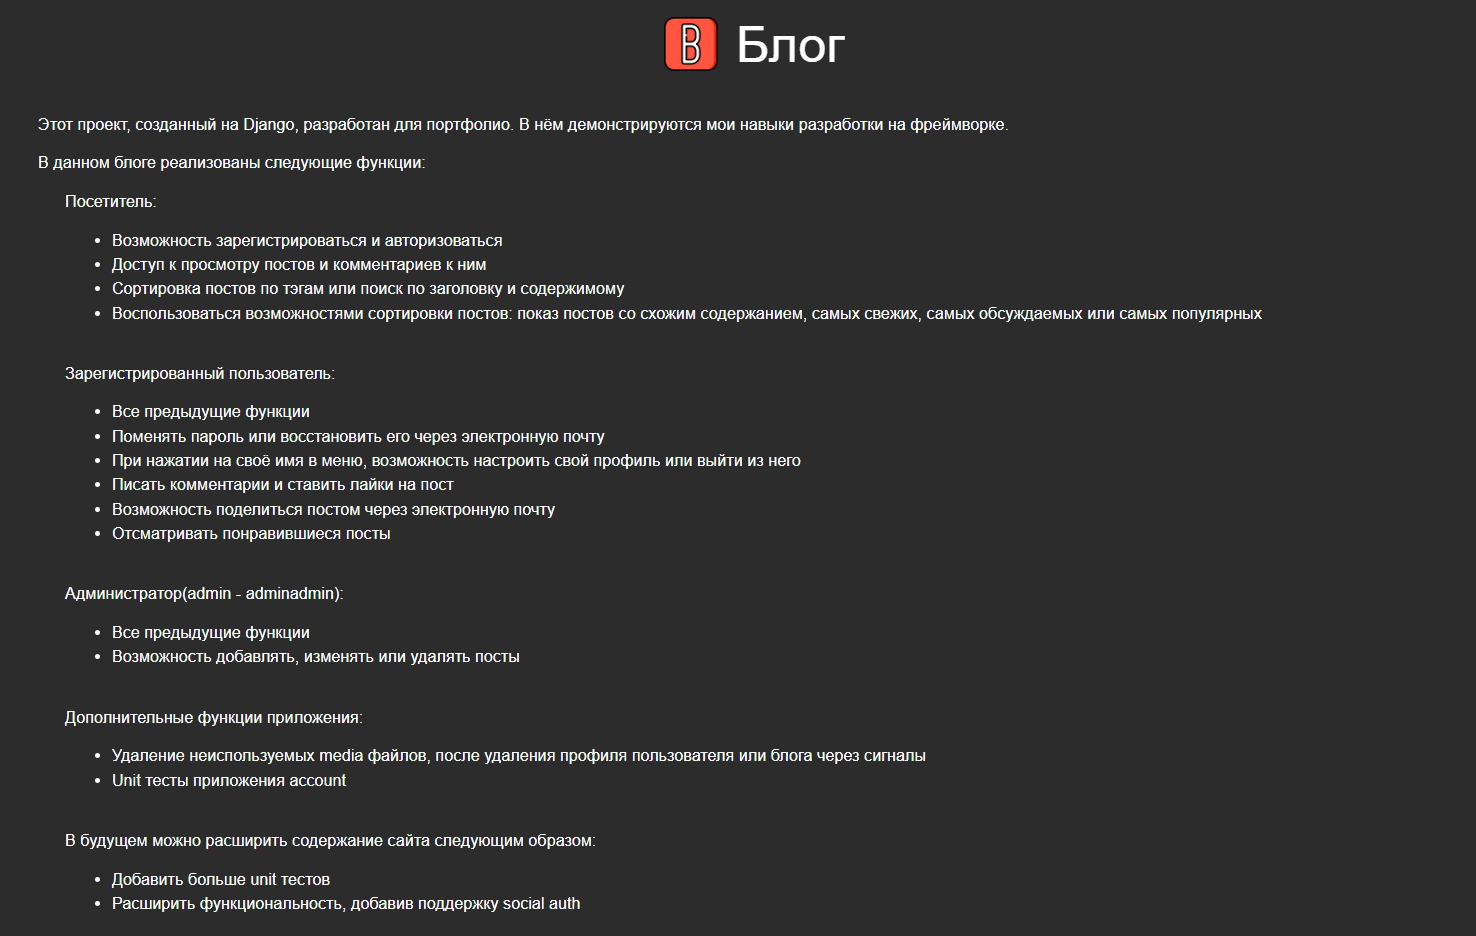 B Блог
Этот проект, созданный на Django, разработан для портфолио. В нём демонстрируются мои навыки разработки на фреймворке.
В данном блоге реализованы следующие функции:
Посетитель:
• Возможность зарегистрироваться и авторизоваться
• Доступ к просмотру постов и комментариев к ним
• Сортировка постов по тэгам или поиск по заголовку и содержимому
• Воспользоваться возможностями сортировки постов: показ постов со схожим содержанием, самых свежих, самых обсуждаемых или самых популярных
Зарегистрированный пользователь:
• Все предыдущие функции
• Поменять пароль или восстановить его через электронную почту
• При нажатии на своё имя в меню, возможность настроить свой профиль или выйти из него
• Писать комментарии и ставить лайки на пост
• Возможность поделиться постом через электронную почту
• Отсматривать понравившиеся посты
Администратор(admin - adminadmin):
• Все предыдущие функции
• Возможность добавлять, изменять или удалять посты
Дополнительные функции приложения:
• Удаление неиспользуемых media файлов, после удаления профиля пользователя или блога через сигналы
• Unit тесты приложения account
В будущем можно расширить содержание сайта следующим образом:
• Добавить больше unit тестов
• Расширить функциональность, добавив поддержку social auth